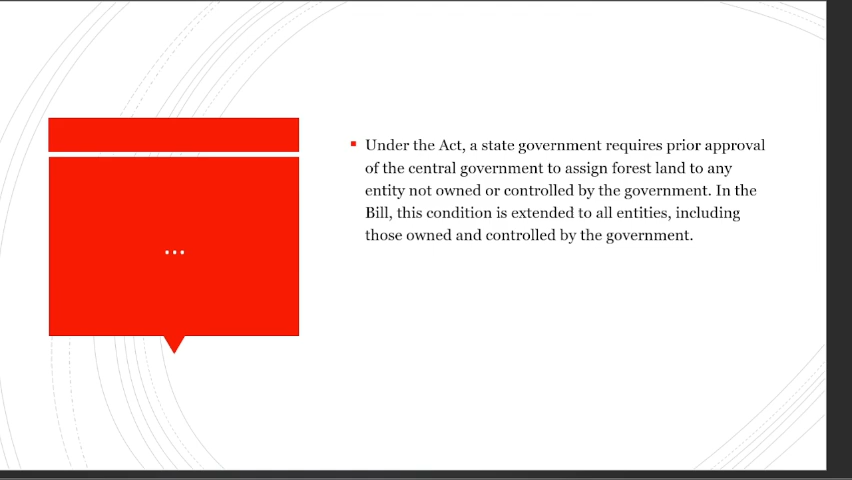 ...
Under the Act, a state government requires prior approval
of the central government to assign forest land to any
entity not owned or controlled by the government. In the
Bill, this condition is extended to all entities, including
those owned and controlled by the government.